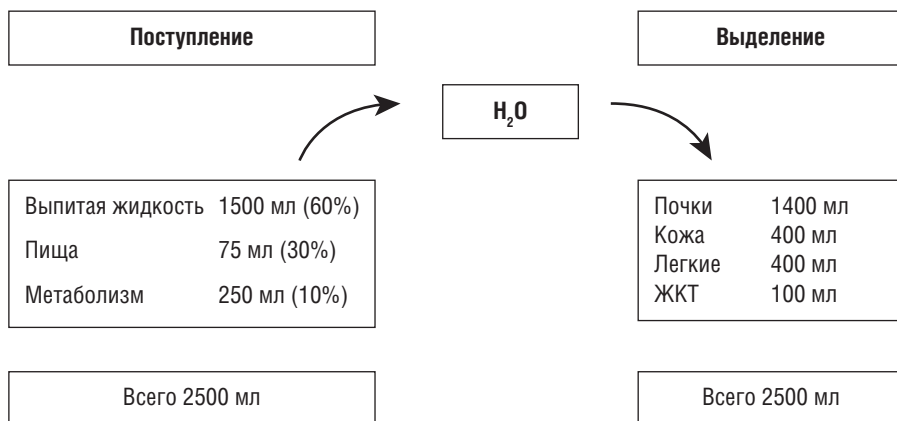 Поступление
Выделение
H₂O
Выпитая жидкость 1500 мл (60%)
Пища 75 мл (30%)
Метаболизм 250 мл (10%)
Почки 1400 мл
Кожа 400 мл
Легкие 400 мл
ЖКТ 100 мл
Всего 2500 мл
Всего 2500 мл